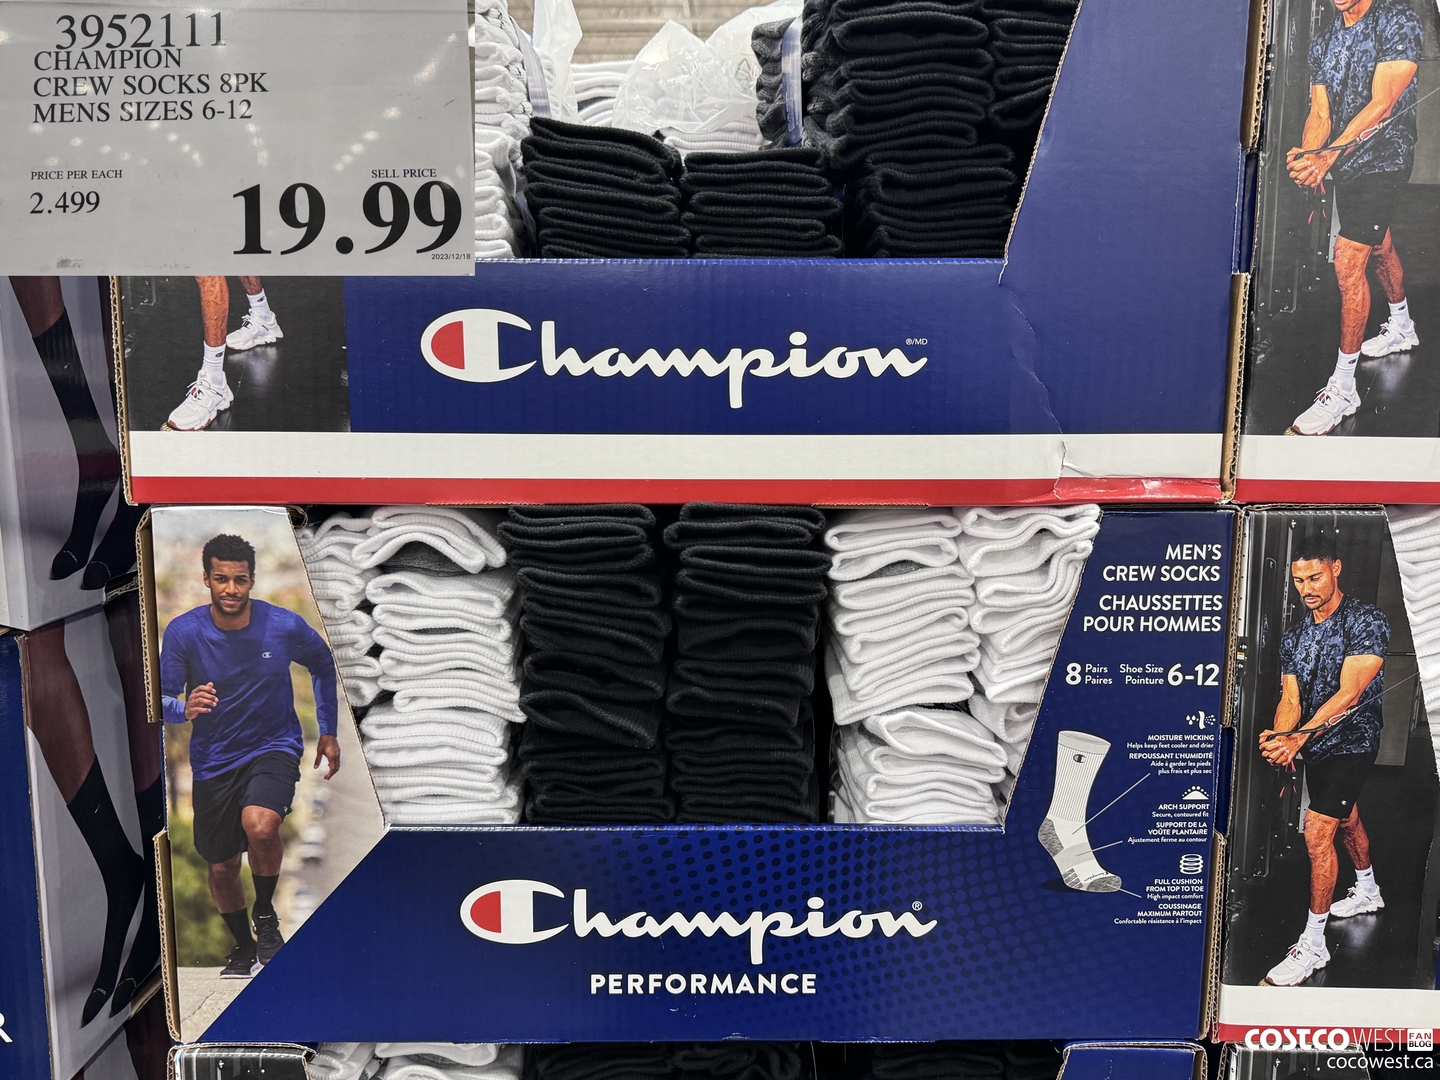 3952111
CHAMPION
CREW SOCKS 8PK
MENS SIZES 6-12
PRICE PER EACH
2.499
SELL PRICE
19.99
2023/12/18
Champion ®/MD
MEN'S
CREW SOCKS
CHAUSSETTES
POUR HOMMES
8 Pairs
Paires
Shoe Size
Pointure
6-12
MOISTURE WICKING
Helps keep feet cooler and drier
REPOUSSANT L'HUMIDITÉ
Aide à garder les pieds
plus frais et plus sec
ARCH SUPPORT
Secure, contoured fit
SUPPORT DE LA
VOÛTE PLANTAIRE
Ajustement ferme au contour
FULL CUSHION
FROM TOP TO TOE
High impact comfort
COUSSINAGE
MAXIMUM PARTOUT
Confortable résistance à l'impact
Champion®
PERFORMANCE
R
COSTCO WEST FAN BLOG
cocowest.ca